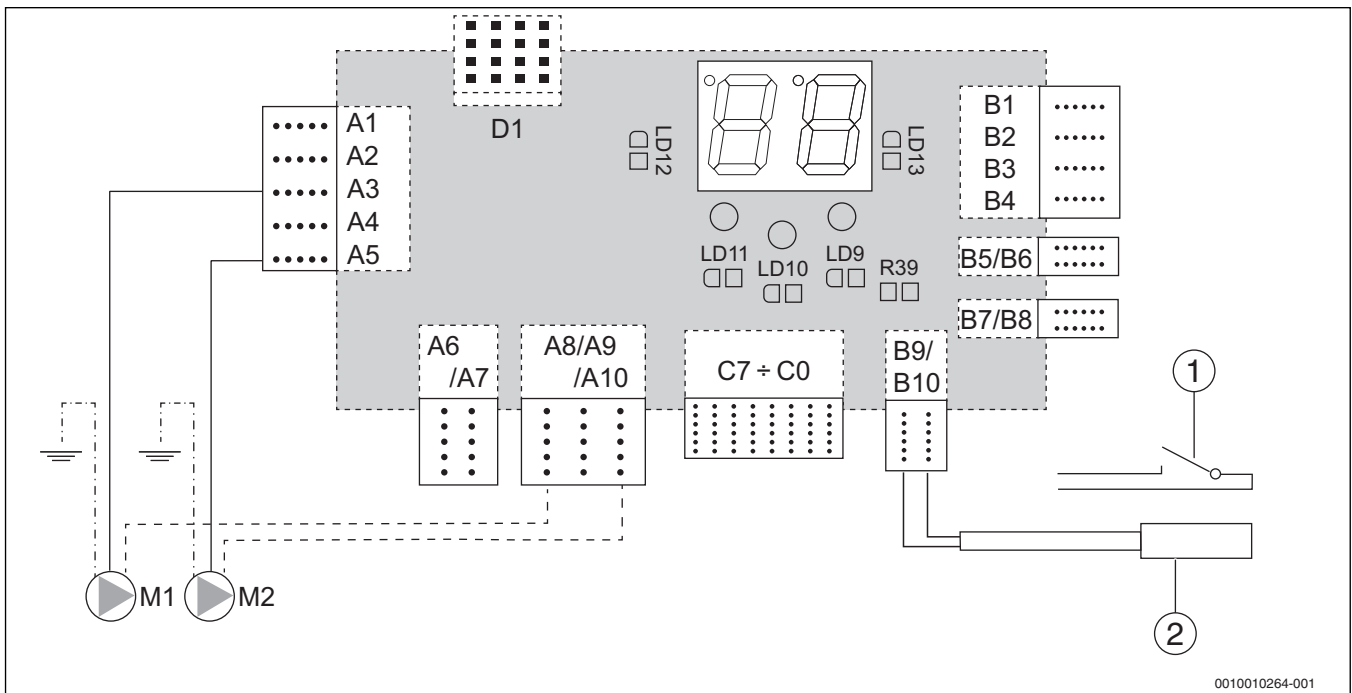 D1
A1
A2
A3
A4
A5
LD12
LD13
B1
B2
B3
B4
B5/B6
B7/B8
LD11
LD10
LD9
R39
A6
/A7
A8/A9
/A10
C7 ÷ C0
B9/
B10
1
2
M1
M2
0010010264-001